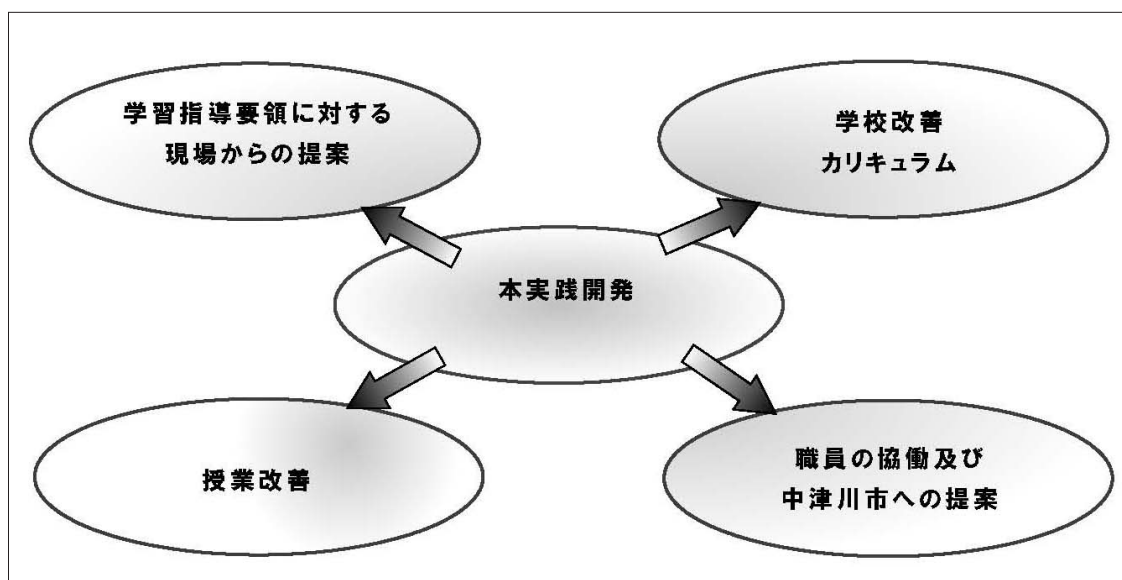 学習指導要領に対する
現場からの提案
学校改善
カリキュラム
本実践開発
授業改善
職員の協働及び
中津川市への提案